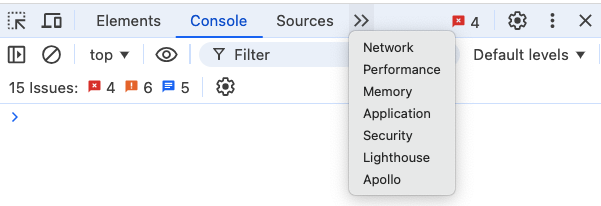 Elements Console Sources 4
top Filter Default levels
15 Issues: 4 6 5
Network
Performance
Memory
Application
Security
Lighthouse
Apollo